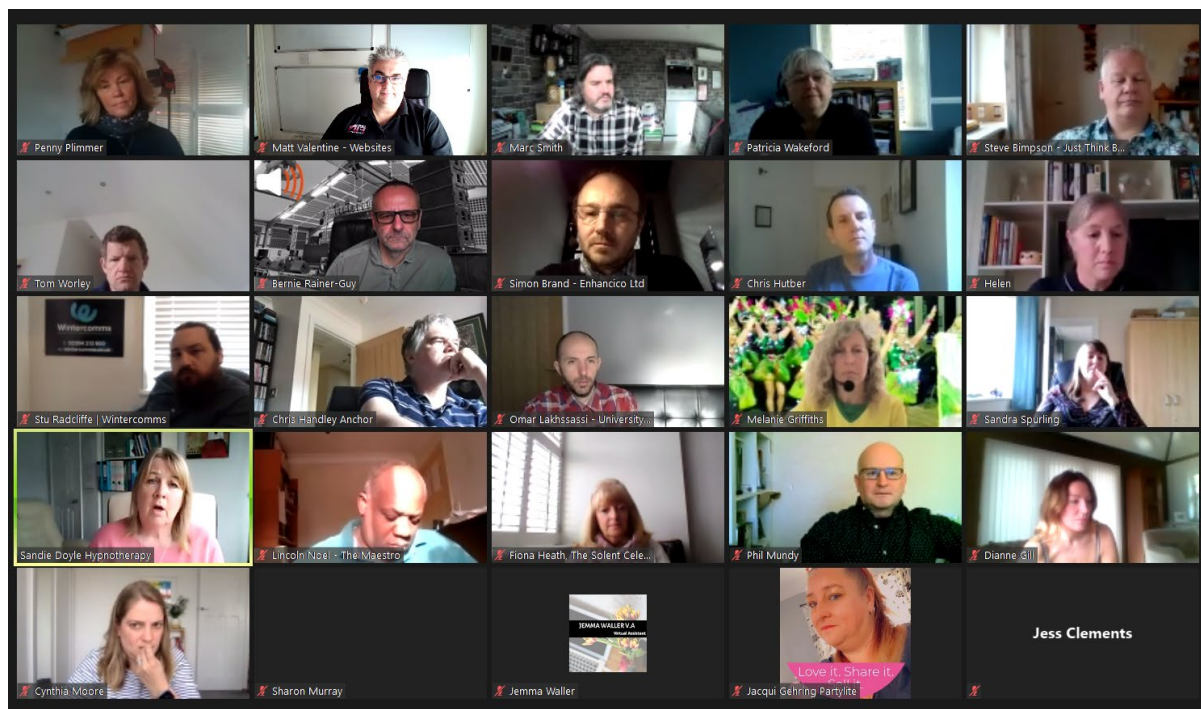 Penny Plimmer
Matt Valentine - Websites
Marc Smith
Patricia Wakeford
Steve Bimpson - Just Think B...
Tom Worley
Bernie Rainer-Guy
Simon Brand - Enhancico Ltd
Chris Hutber
Helen
Wintercomms
Stu Radcliffe | Wintercomms
Chris Handley Anchor
Omar Lakhssassi - University...
Melanie Griffiths
Sandra Spurling
Sandie Doyle Hypnotherapy
Lincoln Noel - The Maestro
Fiona Heath, The Solent Cele...
Phil Mundy
Dianne Gill
Cynthia Moore
Sharon Murray
JEMMA WALLER V.A
Virtual Assistant
Jemma Waller
Love it. Share it.
Jacqui Gehring Partylite
Jess Clements